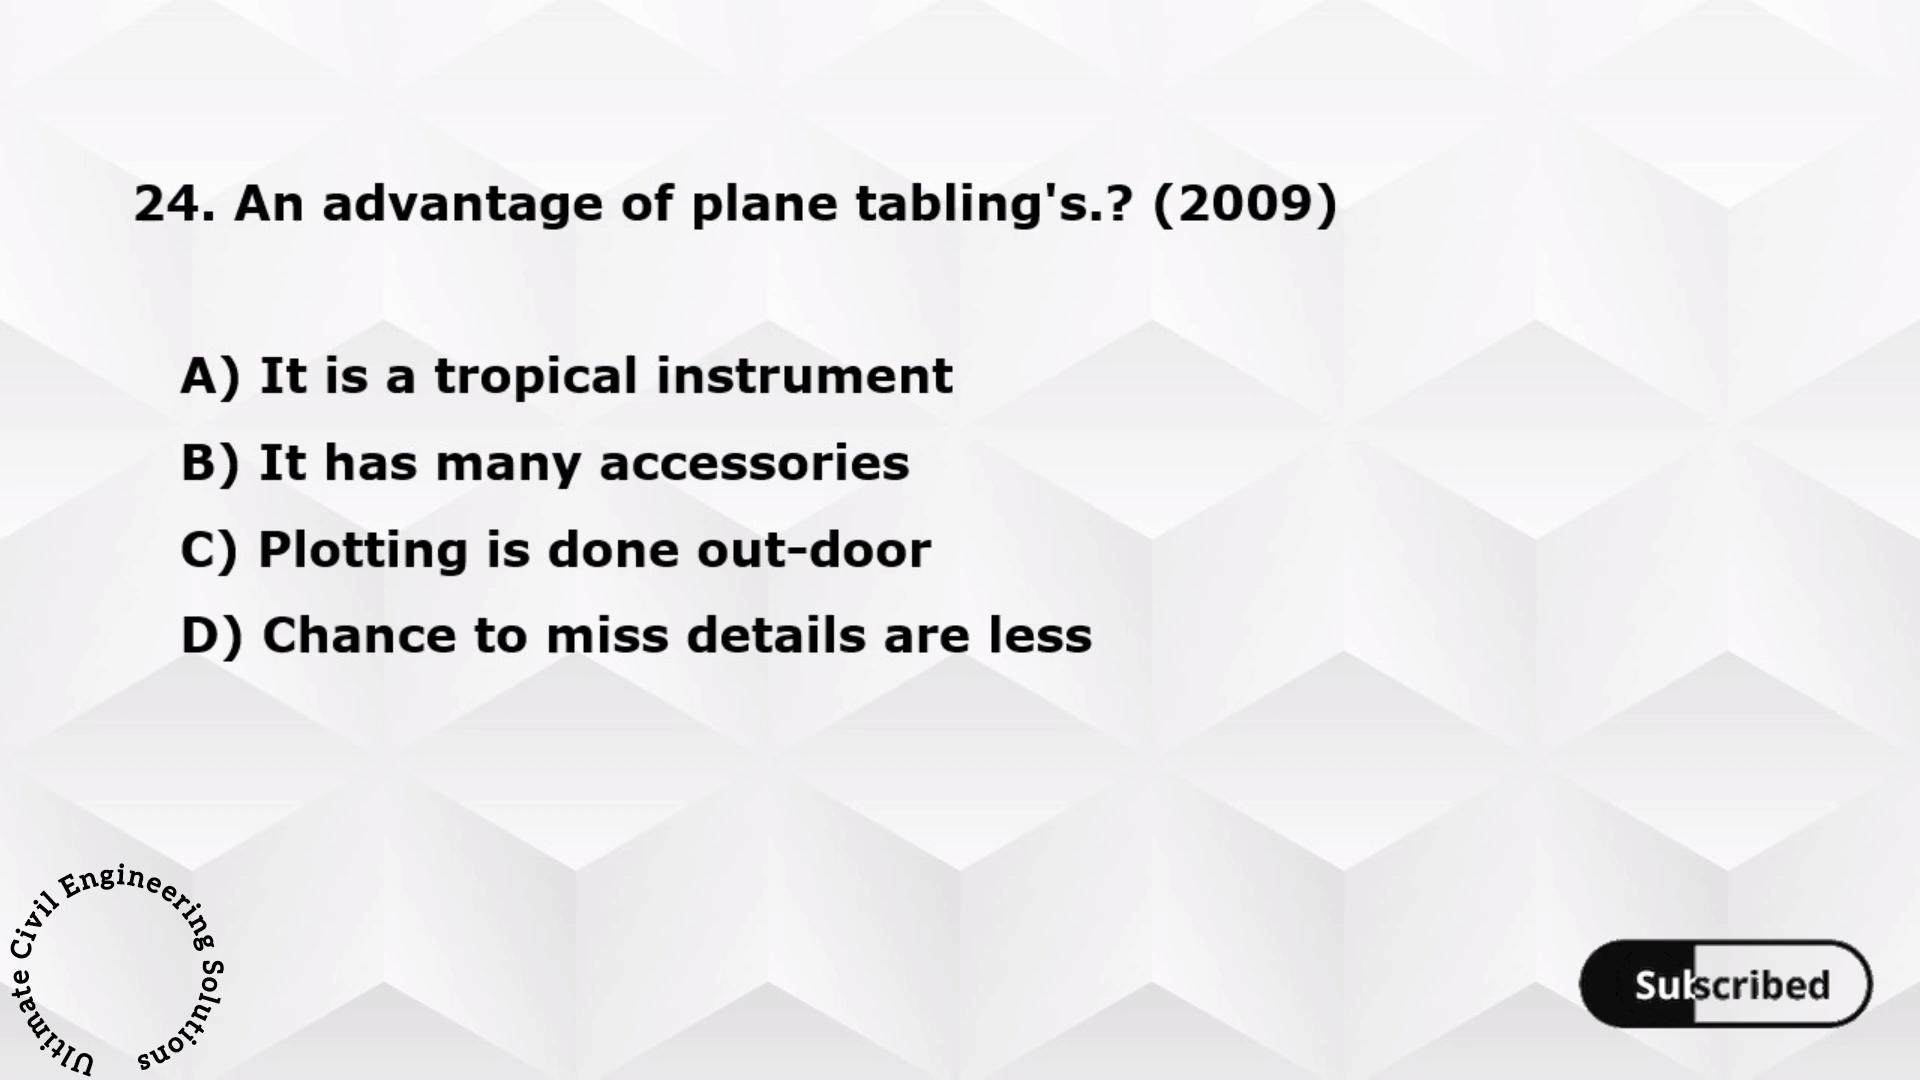 24. An advantage of plane tabling's.? (2009)
A) It is a tropical instrument
B) It has many accessories
C) Plotting is done out-door
D) Chance to miss details are less
Ultimate Civil Engineering Solutions
Subscribed